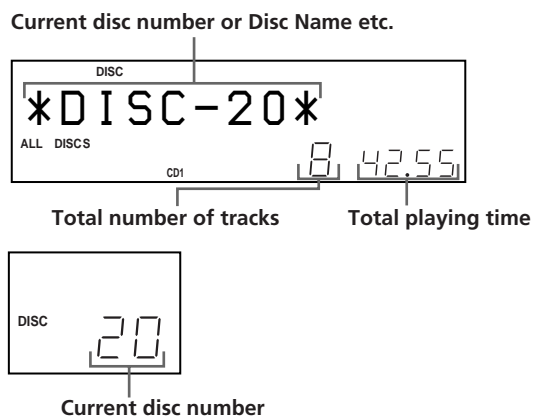 Current disc number or Disc Name etc.
DISC
*DISC-20*
ALL DISCS
CD1
8 42.55
Total number of tracks Total playing time
DISC
20
Current disc number